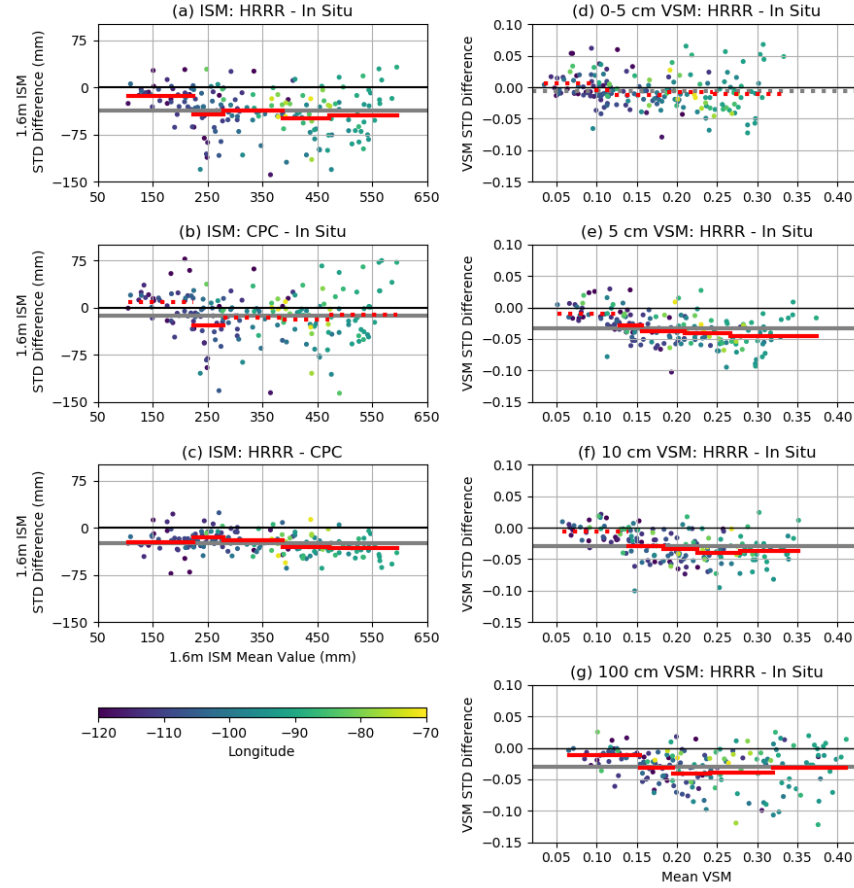 (a) ISM: HRRR - In Situ
75
0
−75
−150
50 150 250 350 450 550 650
1.6m ISM
STD Difference (mm)
(b) ISM: CPC - In Situ
75
0
−75
−150
50 150 250 350 450 550 650
1.6m ISM
STD Difference (mm)
(c) ISM: HRRR - CPC
75
0
−75
−150
50 150 250 350 450 550 650
1.6m ISM
STD Difference (mm)
1.6m ISM Mean Value (mm)
−120 −110 −100 −90 −80 −70
Longitude
(d) 0-5 cm VSM: HRRR - In Situ
0.10
0.05
0.00
−0.05
−0.10
−0.15
0.05 0.10 0.15 0.20 0.25 0.30 0.35 0.40
VSM STD Difference
(e) 5 cm VSM: HRRR - In Situ
0.10
0.05
0.00
−0.05
−0.10
−0.15
0.05 0.10 0.15 0.20 0.25 0.30 0.35 0.40
VSM STD Difference
(f) 10 cm VSM: HRRR - In Situ
0.10
0.05
0.00
−0.05
−0.10
−0.15
0.05 0.10 0.15 0.20 0.25 0.30 0.35 0.40
VSM STD Difference
(g) 100 cm VSM: HRRR - In Situ
0.10
0.05
0.00
−0.05
−0.10
−0.15
0.05 0.10 0.15 0.20 0.25 0.30 0.35 0.40
VSM STD Difference
Mean VSM